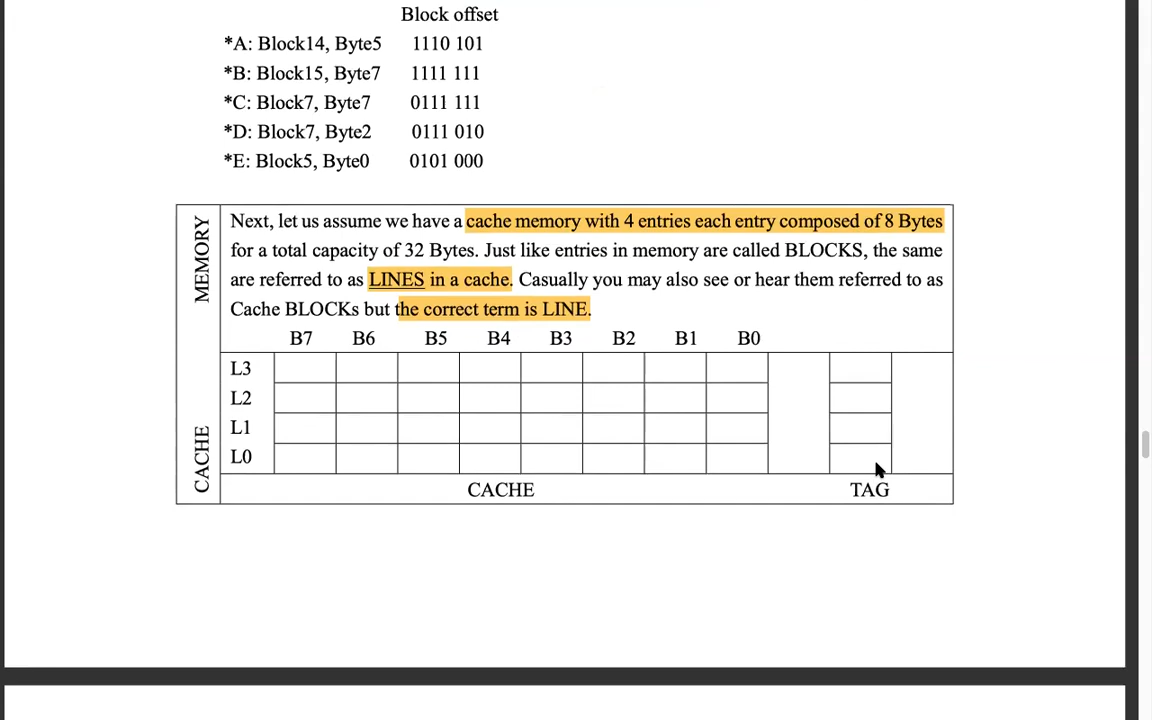 Block offset
*A: Block14, Byte5 1110 101
*B: Block15, Byte7 1111 111
*C: Block7, Byte7 0111 111
*D: Block7, Byte2 0111 010
*E: Block5, Byte0 0101 000
MEMORY
Next, let us assume we have a cache memory with 4 entries each entry composed of 8 Bytes
for a total capacity of 32 Bytes. Just like entries in memory are called BLOCKS, the same
are referred to as LINES in a cache. Casually you may also see or hear them referred to as
Cache BLOCKs but the correct term is LINE.
B7 B6 B5 B4 B3 B2 B1 B0
L3
L2
L1
L0
CACHE
CACHE TAG